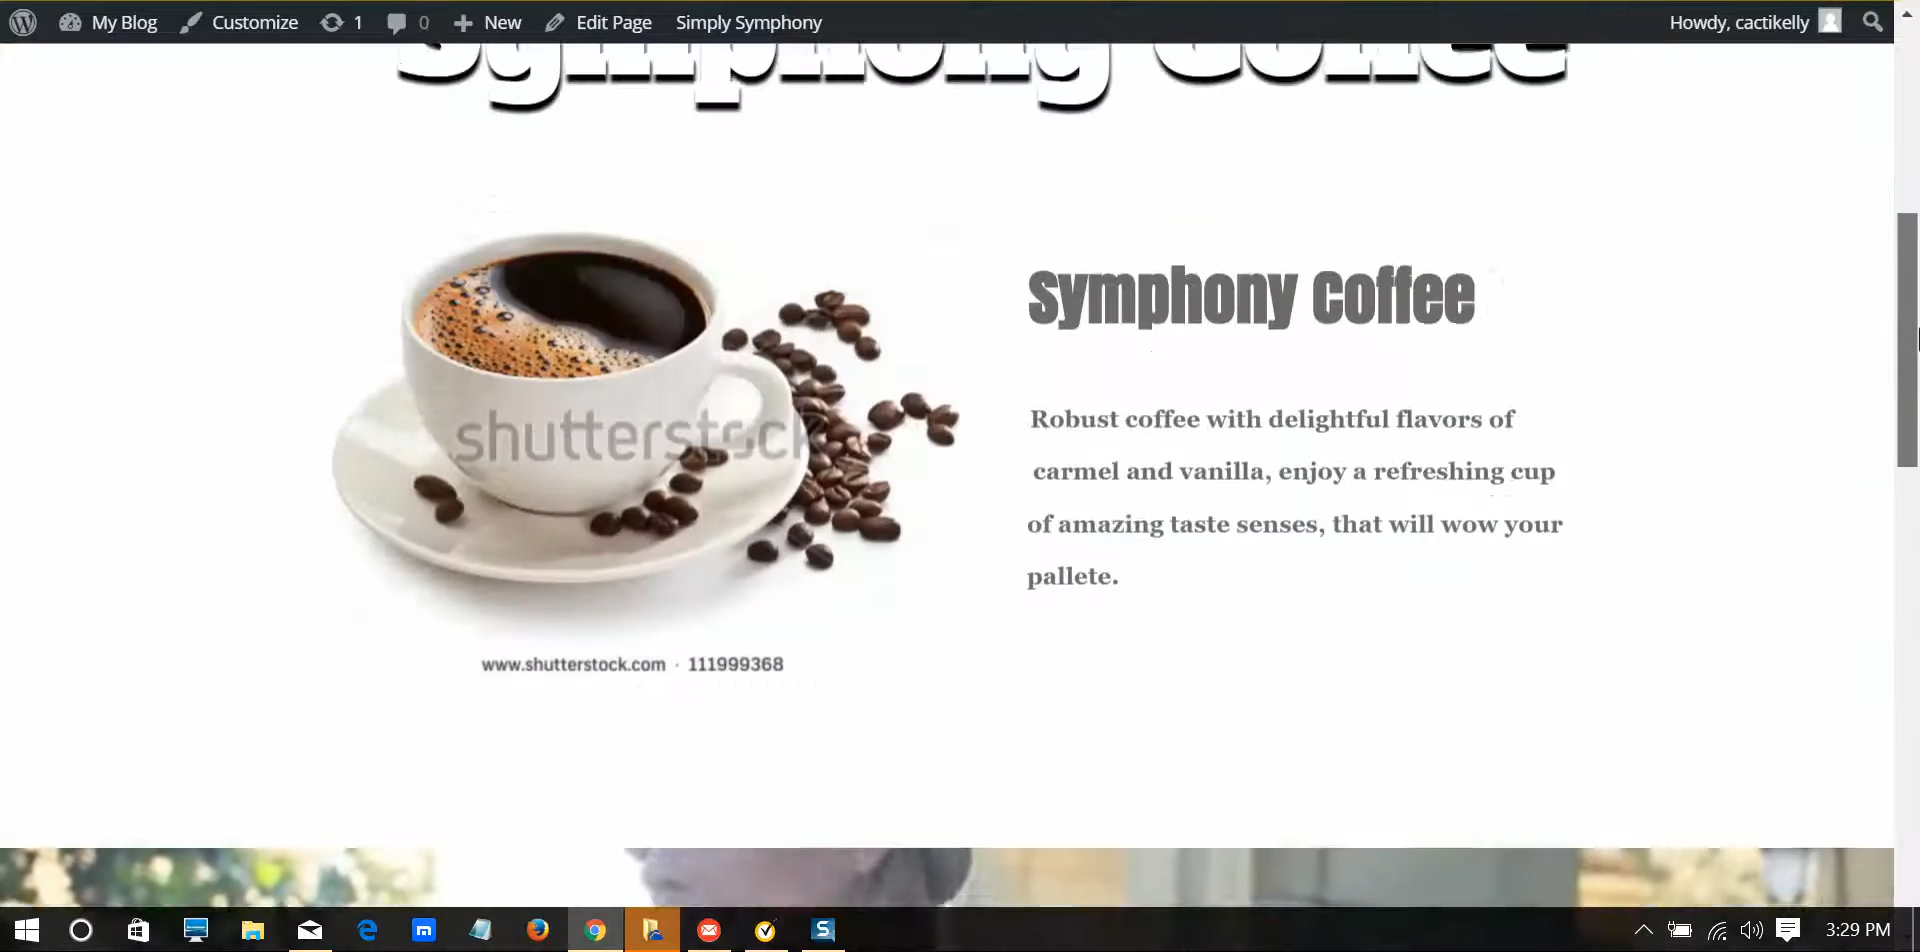 My Blog Customize 1 0 New Edit Page Simply Symphony Howdy, cactikelly
Symphony Coffee
Symphony Coffee
Robust coffee with delightful flavors of
carmel and vanilla, enjoy a refreshing cup
of amazing taste senses, that will wow your
pallete.
shutterstock
www.shutterstock.com · 111999368
3:29 PM